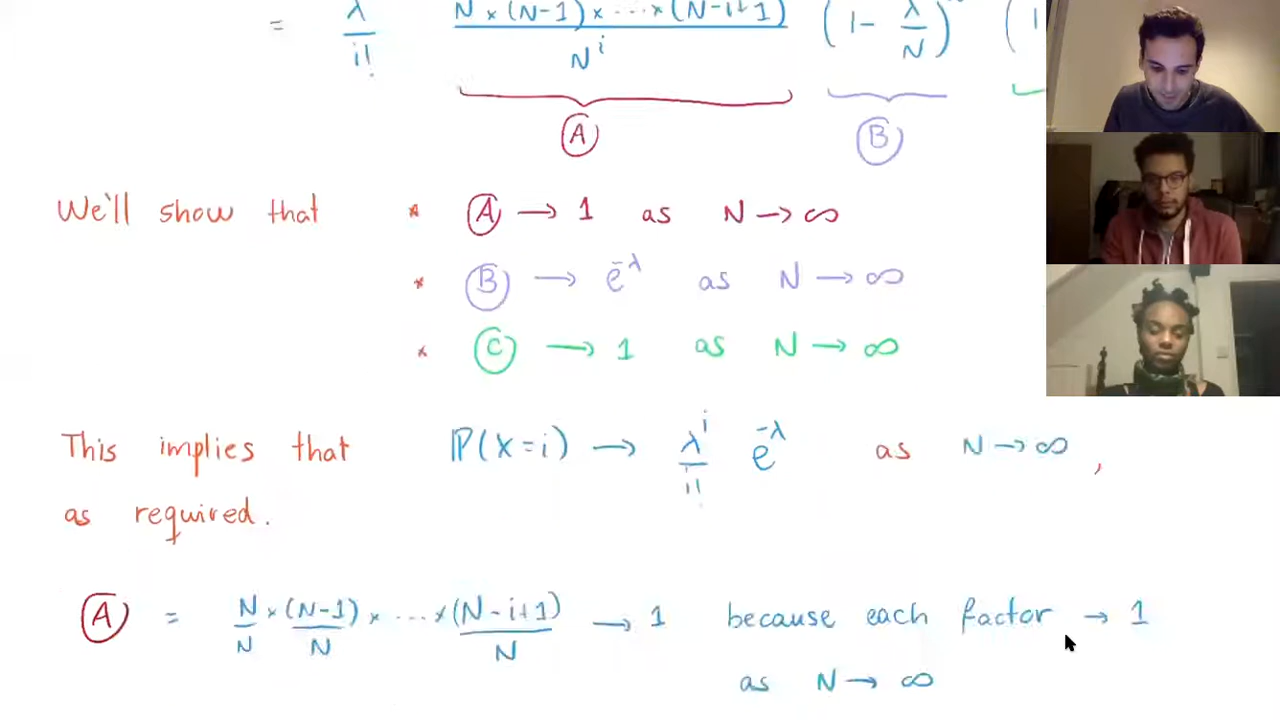 = λ/i! N × (N-1) × ⋯ × (N-i+1)/N^i (1 - λ/N) (1
A B
We'll show that * A → 1 as N → ∞
* B → e^-λ as N → ∞
* C → 1 as N → ∞
This implies that P(X=i) → λ^i/i! e^-λ as N → ∞,
as required.
A = N/N × (N-1)/N × ⋯ × (N-i+1)/N → 1 because each factor → 1
as N → ∞